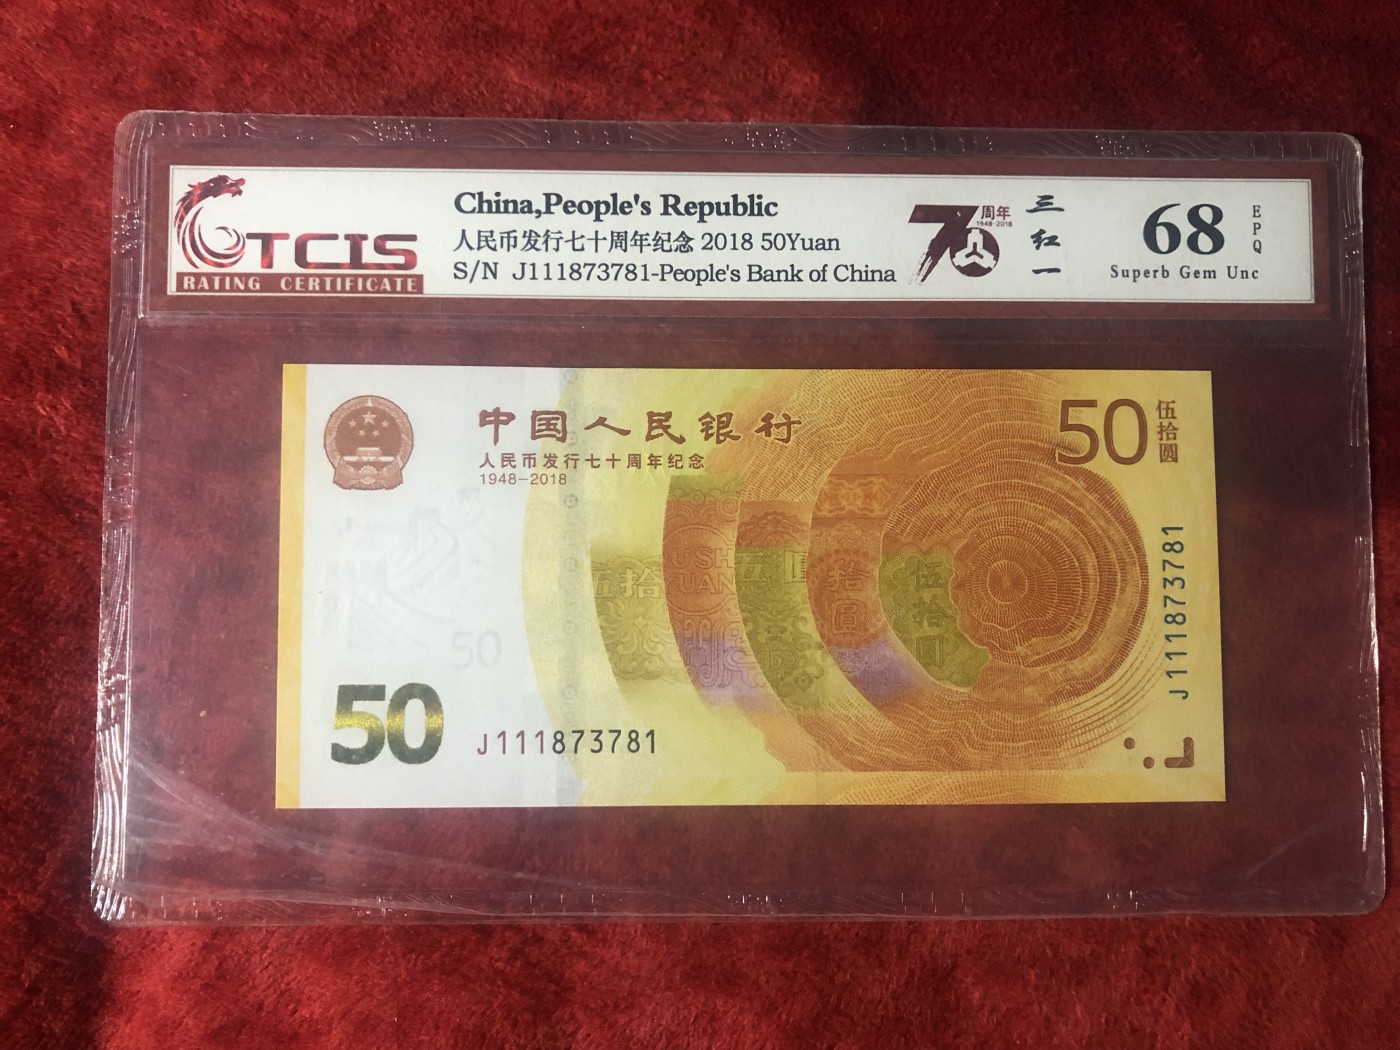 TCIS
RATING CERTIFICATE
China,People's Republic
人民币发行七十周年纪念 2018 50Yuan
S/N J111873781-People's Bank of China
70
周年
1948-2018
三
红
一
68
EPQ
Superb Gem Unc
中国人民银行
人民币发行七十周年纪念
1948-2018
50
伍拾圆
五拾
USH
UAN
五圆
拾圆
伍拾圆
50
50
J111873781
J111873781